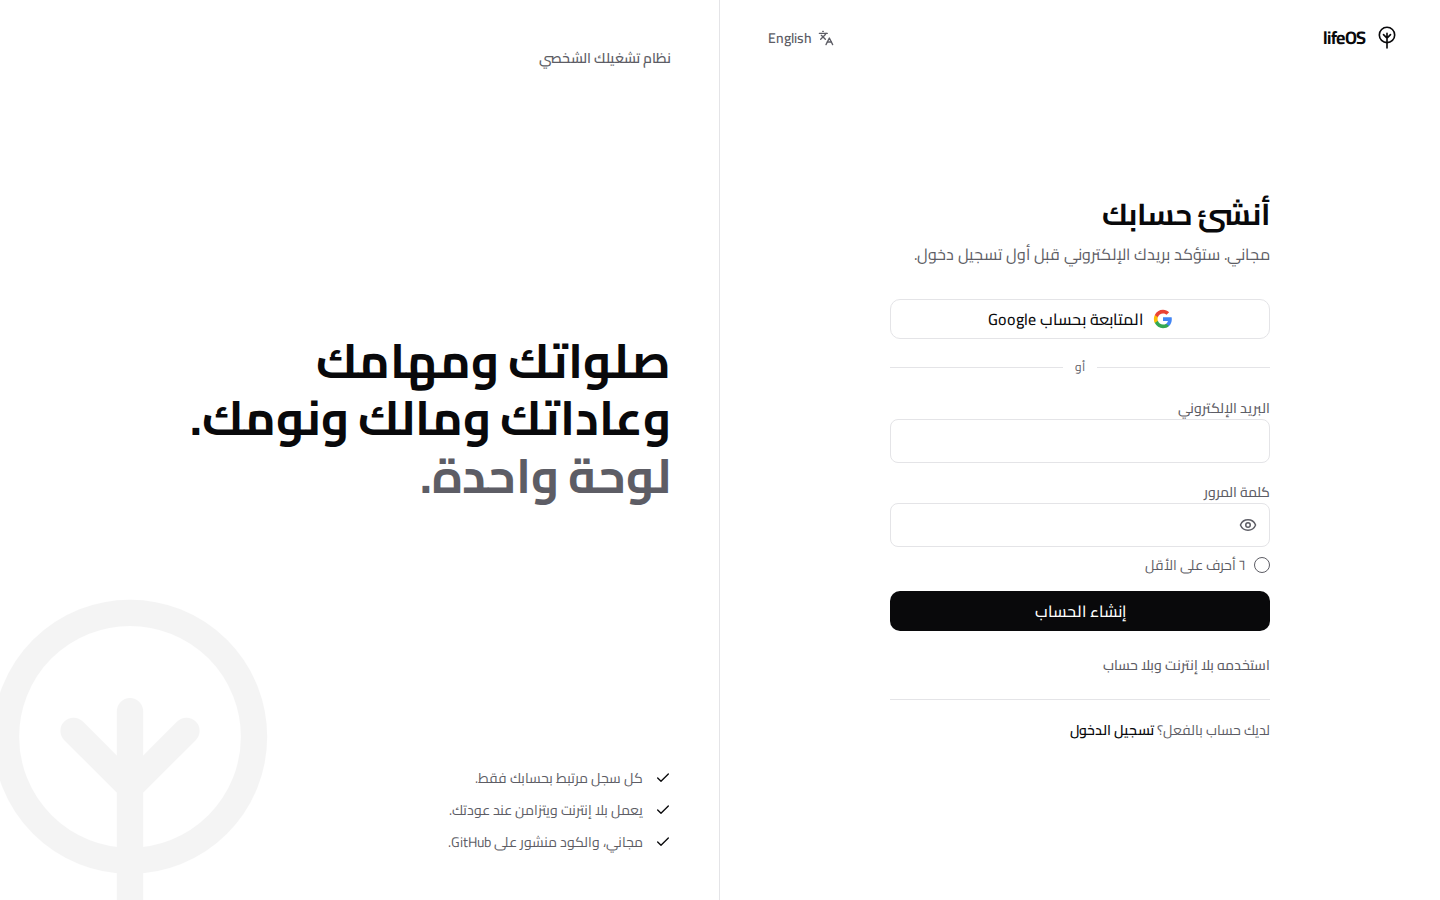 lifeOS
English
أنشئ حسابك
مجاني. ستؤكد بريدك الإلكتروني قبل أول تسجيل دخول.
المتابعة بحساب Google
أو
البريد الإلكتروني
كلمة المرور
٦ أحرف على الأقل
إنشاء الحساب
استخدمه بلا إنترنت وبلا حساب
لديك حساب بالفعل؟ تسجيل الدخول
نظام تشغيلك الشخصي
صلواتك ومهامك
وعاداتك ومالك ونومك.
لوحة واحدة.
كل سجل مرتبط بحسابك فقط.
يعمل بلا إنترنت ويتزامن عند عودتك.
مجاني، والكود منشور على GitHub.